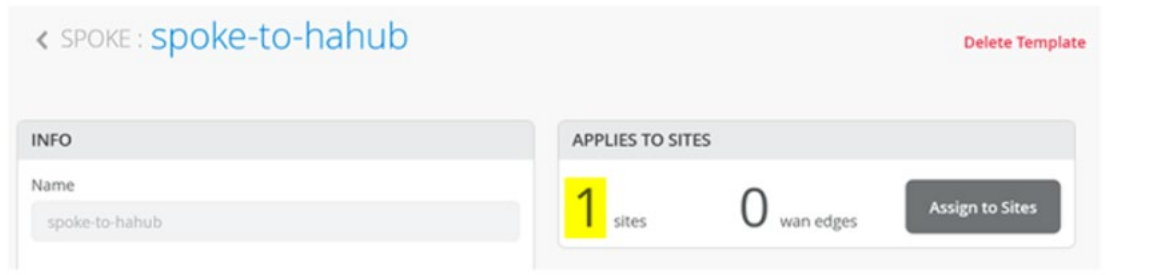 < SPOKE : spoke-to-hahub
Delete Template
INFO
Name
spoke-to-hahub
APPLIES TO SITES
1 sites
0 wan edges
Assign to Sites